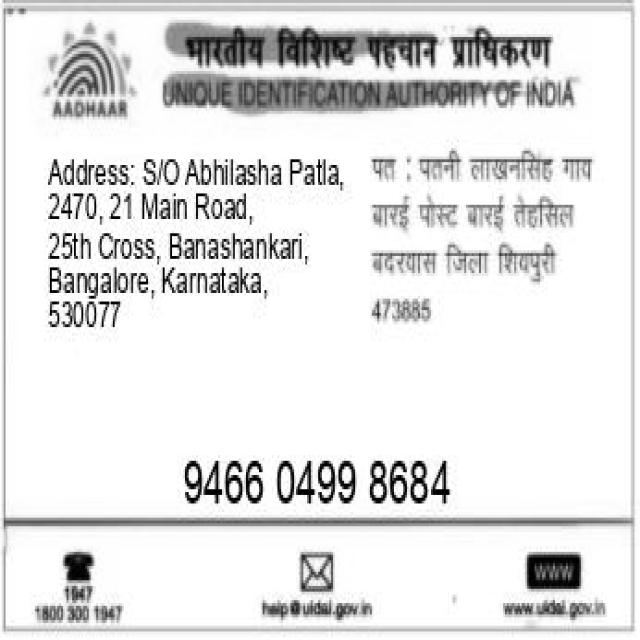 भारतीय विशिष्ट पहचान प्राधिकरण
AADHAAR
UNIQUE IDENTIFICATION AUTHORITY OF INDIA
Address: S/O Abhilasha Patla,
2470, 21 Main Road,
25th Cross, Banashankari,
Bangalore, Karnataka,
530077
पत : पतनी लाखनसिंह गाव
बारई पोस्ट बारई तेहसिल
बदरवास जिला शिवपुरी
473885
9466 0499 8684
1947
1800 300 1947
help@uidai.gov.in
WWW
www.uidai.gov.in